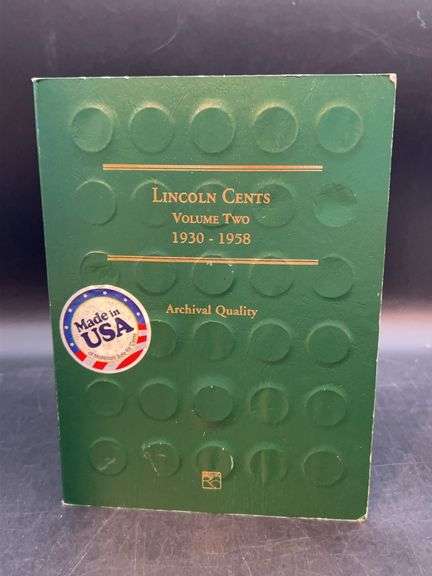 LINCOLN CENTS
VOLUME TWO
1930 - 1958
Archival Quality
Made in
USA